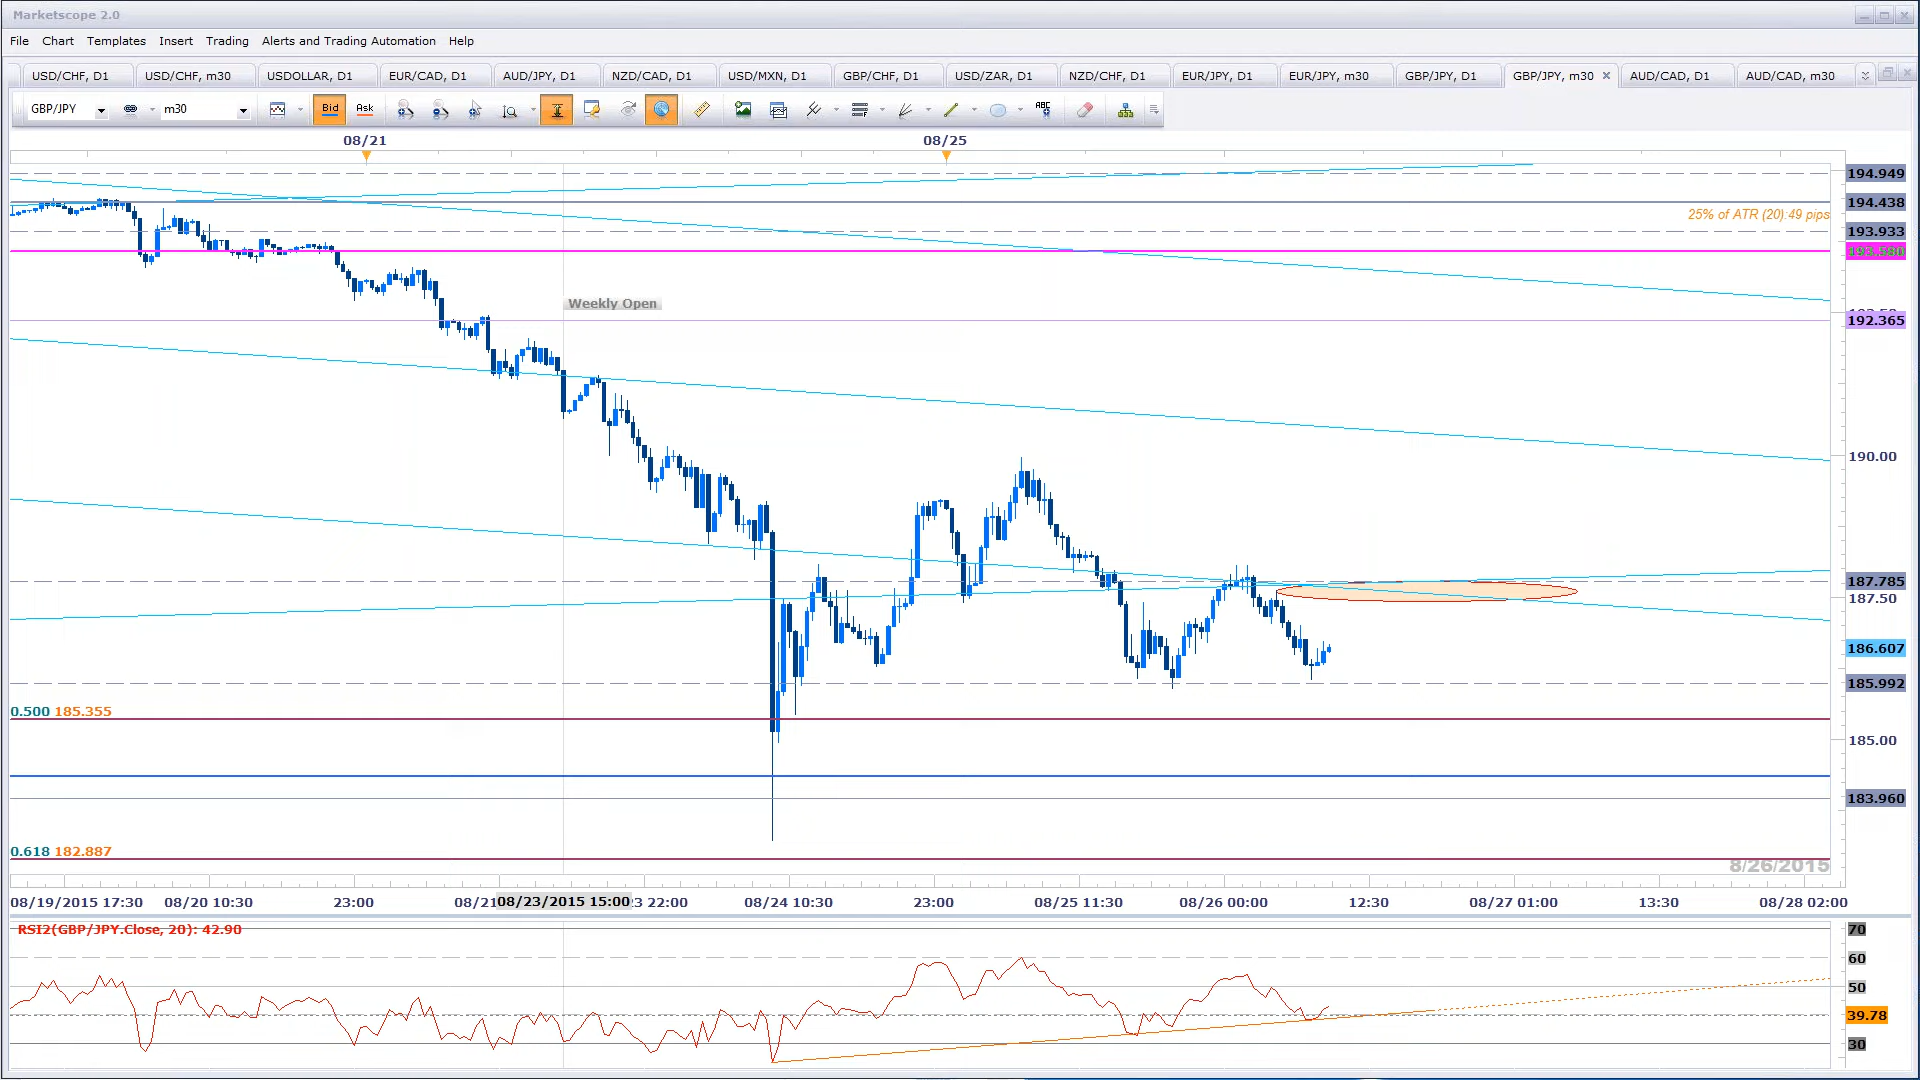 Marketscope 2.0
File Chart Templates Insert Trading Alerts and Trading Automation Help
USD/CHF, D1 USD/CHF, m30 USDOLLAR, D1 EUR/CAD, D1 AUD/JPY, D1 NZD/CAD, D1 USD/MXN, D1 GBP/CHF, D1 USD/ZAR, D1 NZD/CHF, D1 EUR/JPY, D1 EUR/JPY, m30 GBP/JPY, D1 GBP/JPY, m30 AUD/CAD, D1 AUD/CAD, m30
GBP/JPY m30 Bid Ask ABC
08/21 08/25
194.949
194.438
25% of ATR (20):49 pips
193.933
193.580
Weekly Open
192.365
190.00
187.785
187.50
186.607
185.992
0.500 185.355
185.00
183.960
0.618 182.887
8/26/2015
08/19/2015 17:30 08/20 10:30 23:00 08/21 08/23/2015 15:00 3 22:00 08/24 10:30 23:00 08/25 11:30 08/26 00:00 12:30 08/27 01:00 13:30 08/28 02:00
RSI2(GBP/JPY.Close, 20): 42.90
70
60
50
39.78
30